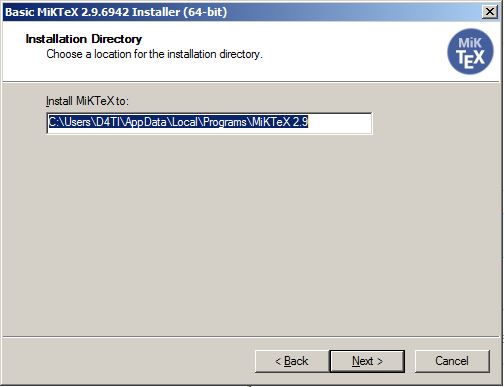 Basic MiKTeX 2.9.6942 Installer (64-bit)
Installation Directory
Choose a location for the installation directory.
MiK
TEX
Install MiKTeX to:
C:\Users\D4TI\AppData\Local\Programs\MiKTeX 2.9
< Back
Next >
Cancel